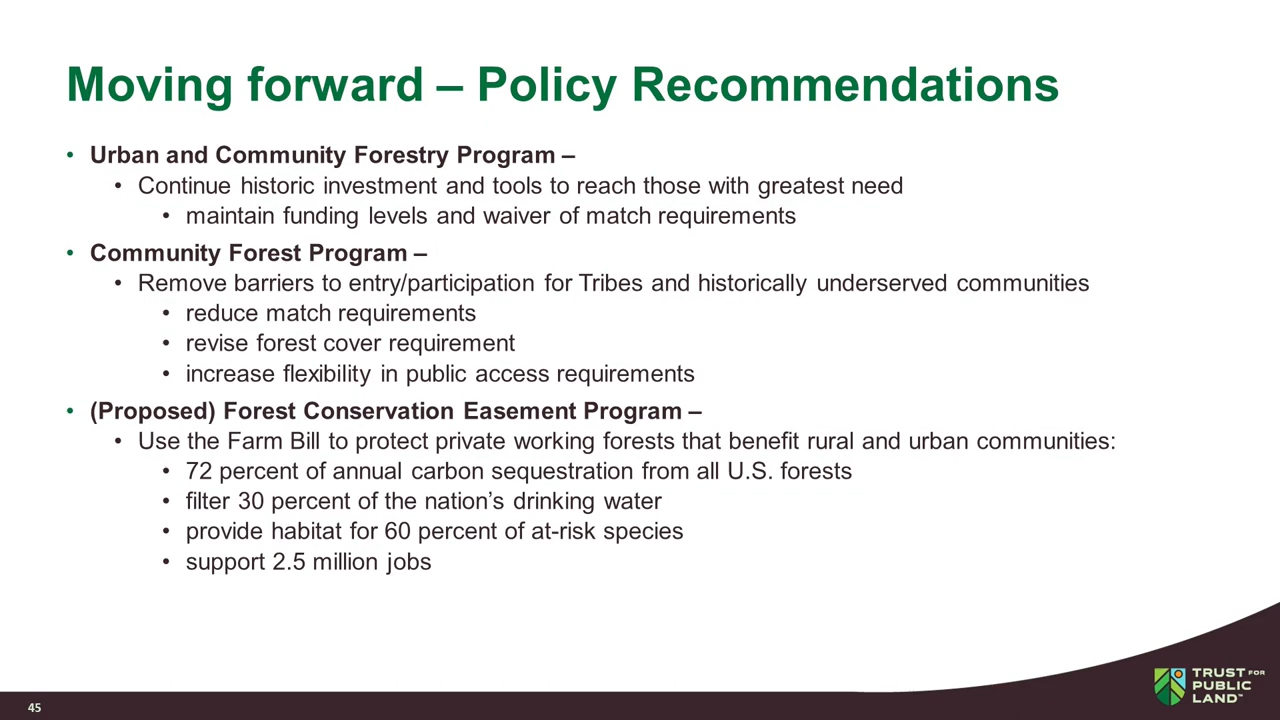 Moving forward – Policy Recommendations
• Urban and Community Forestry Program –
• Continue historic investment and tools to reach those with greatest need
• maintain funding levels and waiver of match requirements
• Community Forest Program –
• Remove barriers to entry/participation for Tribes and historically underserved communities
• reduce match requirements
• revise forest cover requirement
• increase flexibility in public access requirements
• (Proposed) Forest Conservation Easement Program –
• Use the Farm Bill to protect private working forests that benefit rural and urban communities:
• 72 percent of annual carbon sequestration from all U.S. forests
• filter 30 percent of the nation’s drinking water
• provide habitat for 60 percent of at-risk species
• support 2.5 million jobs
45
TRUST FOR
PUBLIC
LAND™